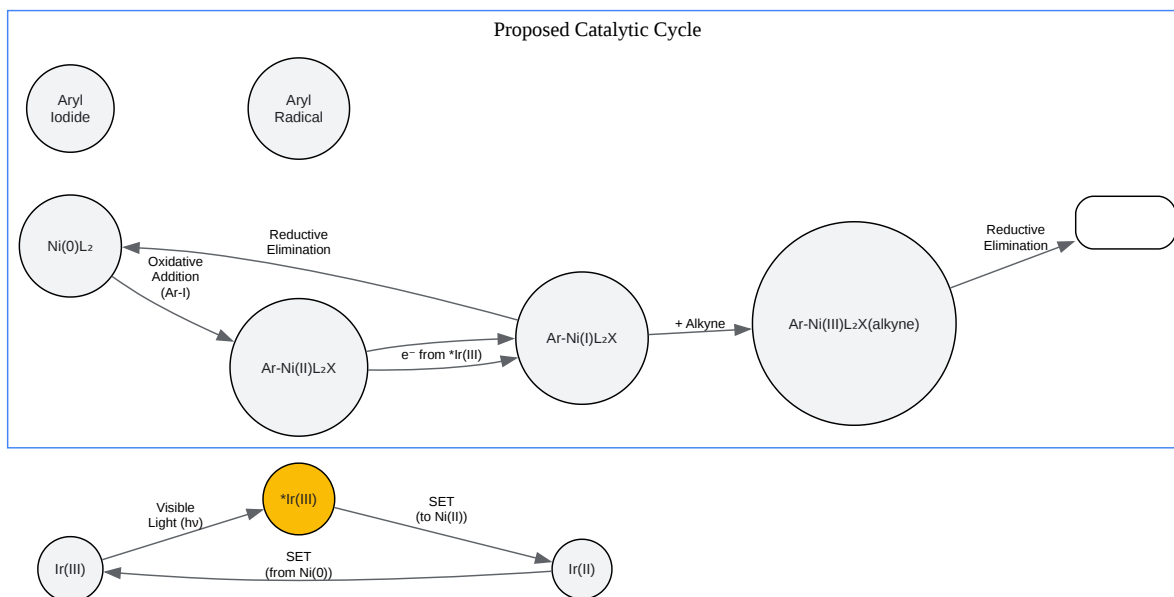 Proposed Catalytic Cycle
Aryl
Iodide
Aryl
Radical
Ni(0)L₂
Oxidative
Addition
(Ar-I)
Reductive
Elimination
Ar-Ni(II)L₂X
e⁻ from *Ir(III)
Ar-Ni(I)L₂X
+ Alkyne
Ar-Ni(III)L₂X(alkyne)
Reductive
Elimination
Ir(III)
Visible
Light (hν)
*Ir(III)
SET
(to Ni(II))
SET
(from Ni(0))
Ir(II)